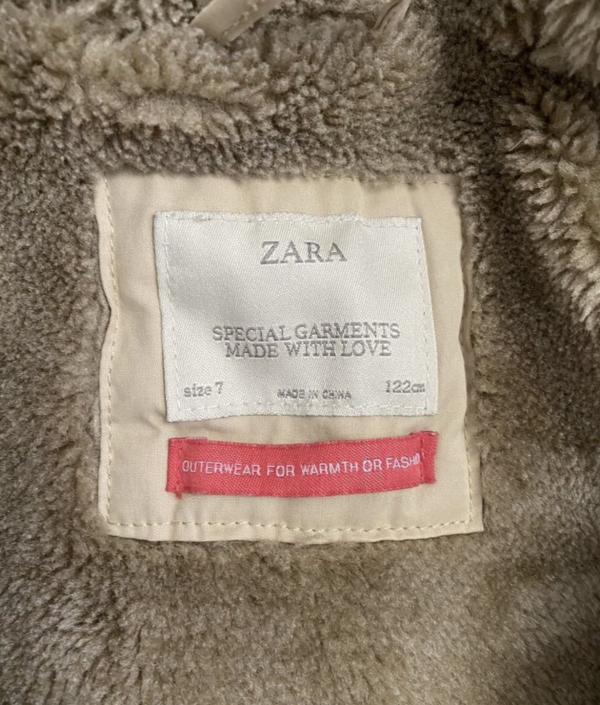 ZARA
SPECIAL GARMENTS
MADE WITH LOVE
size 7 MADE IN CHINA 122cm
OUTERWEAR FOR WARMTH OR